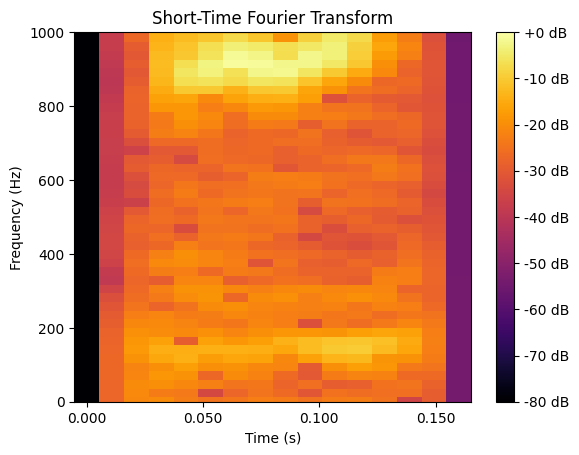 Short-Time Fourier Transform
1000
800
600
400
200
0
Frequency (Hz)
0.000
0.050
0.100
0.150
Time (s)
+0 dB
-10 dB
-20 dB
-30 dB
-40 dB
-50 dB
-60 dB
-70 dB
-80 dB